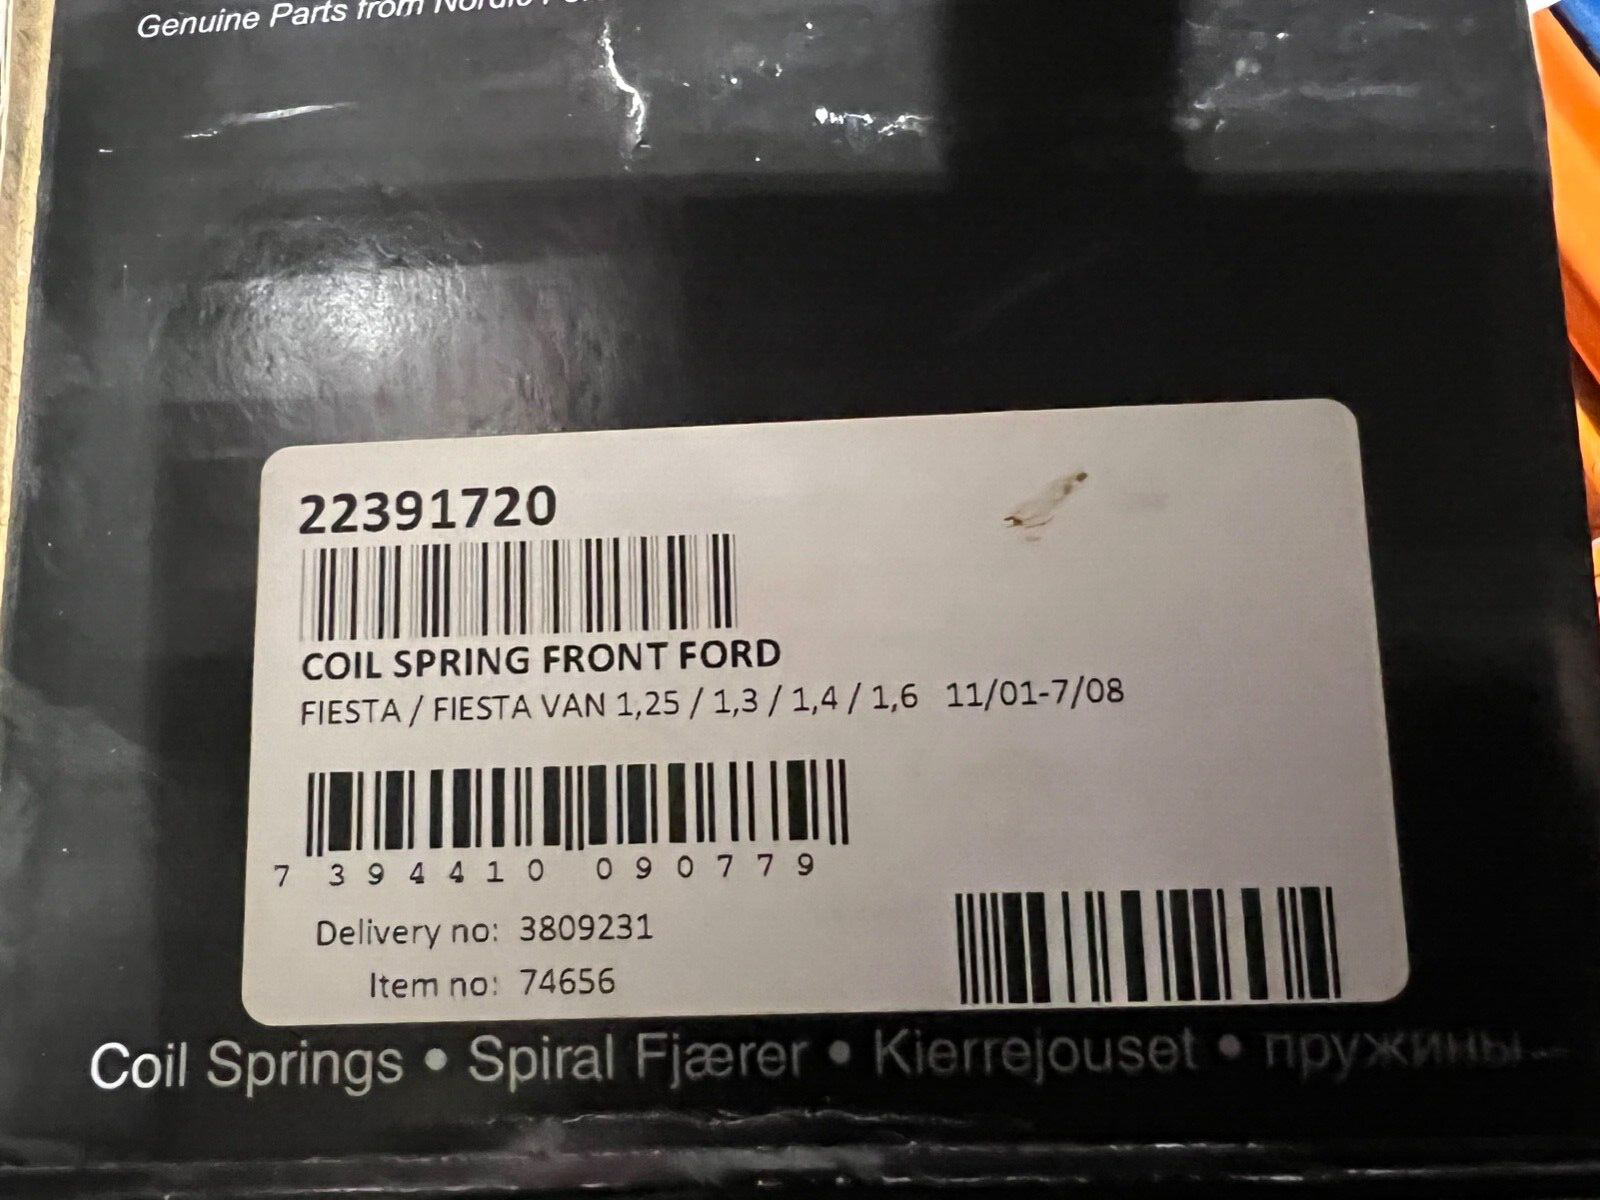 Genuine Parts from Nordic
22391720
COIL SPRING FRONT FORD
FIESTA / FIESTA VAN 1,25 / 1,3 / 1,4 / 1,6 11/01-7/08
7 394410 090779
Delivery no: 3809231
Item no: 74656
Coil Springs • Spiral Fjærer • Kierrejouset • пружины